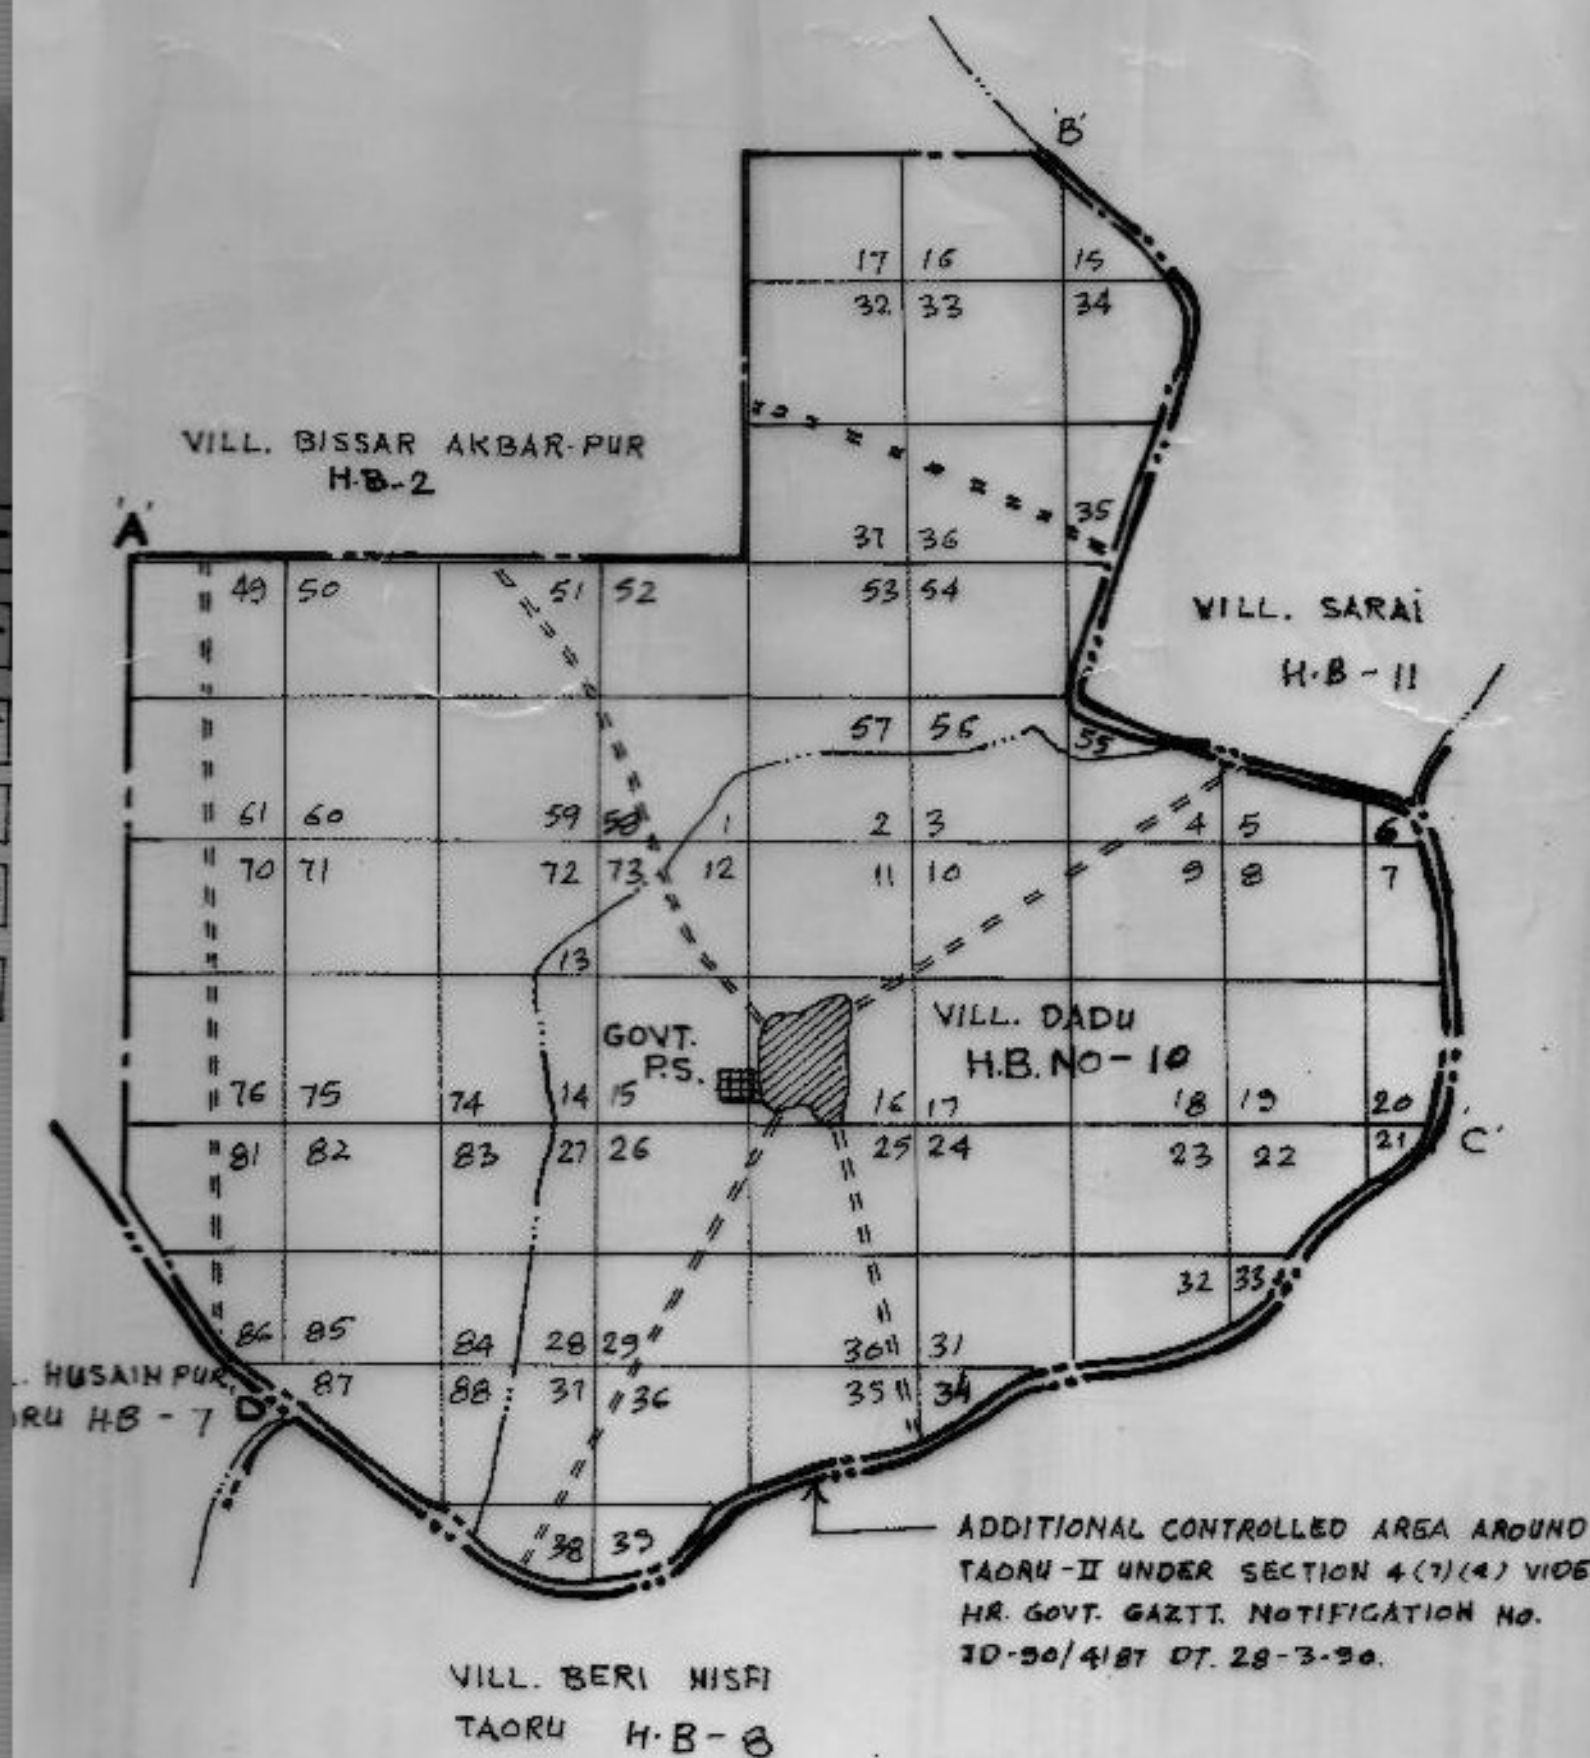 'B'
17 16 15
32 33 34
VILL. BISSAR AKBAR-PUR
H.B-2
35
37 36
'A'
49 50 51 52 53 54
VILL. SARAI
H.B-11
57 56 55
61 60 59 58 1 2 3 4 5 6
70 71 72 73 12 11 10 9 8 7
13
GOVT.
P.S.
VILL. DADU
H.B. NO-10
76 75 74 14 15 16 17 18 19 20
'C'
81 82 83 27 26 25 24 23 22 21
32 33
86 85 84 28 29 30 31
87 88 37 36 35 34
HUSAINPUR
H.B-7 D
38 39
ADDITIONAL CONTROLLED AREA AROUND
TAORU-II UNDER SECTION 4(7)(4) VIDE
HR. GOVT. GAZTT. NOTIFICATION NO.
DT. 28-3-90.
VILL. BERI NISFI
TAORU H.B-8